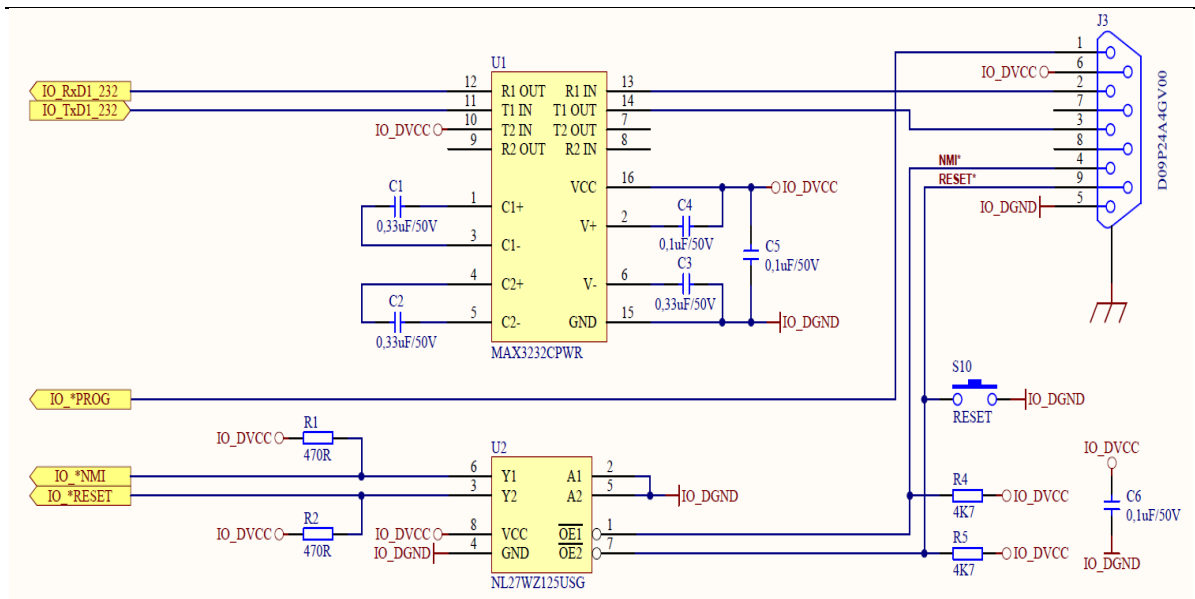 J3
U1
1
6
IO_DVCC
2
7
3
8
4
9
5
NMI*
RESET*
IO_DGND
D09P24A4GV00
IO_RxD1_232
IO_TxD1_232
IO_DVCC
12 R1 OUT R1 IN 13
11 T1 IN T1 OUT 14
10 T2 IN T2 OUT 7
9 R2 OUT R2 IN 8
VCC 16
IO_DVCC
C1
0,33uF/50V
1 C1+
3 C1-
V+ 2
C4
0,1uF/50V
C5
0,1uF/50V
4 C2+
V- 6
C3
0,33uF/50V
C2
0,33uF/50V
5 C2-
GND 15
IO_DGND
MAX3232CPWR
IO_*PROG
S10
RESET
IO_DGND
IO_DVCC
R1
470R
IO_*NMI
IO_*RESET
IO_DVCC
R2
470R
U2
6 Y1 A1 2
3 Y2 A2 5
IO_DGND
IO_DVCC
8 VCC OE1 1
IO_DGND
4 GND OE2 7
NL27WZ125USG
R4
4K7
IO_DVCC
R5
4K7
IO_DVCC
IO_DVCC
C6
0,1uF/50V
IO_DGND